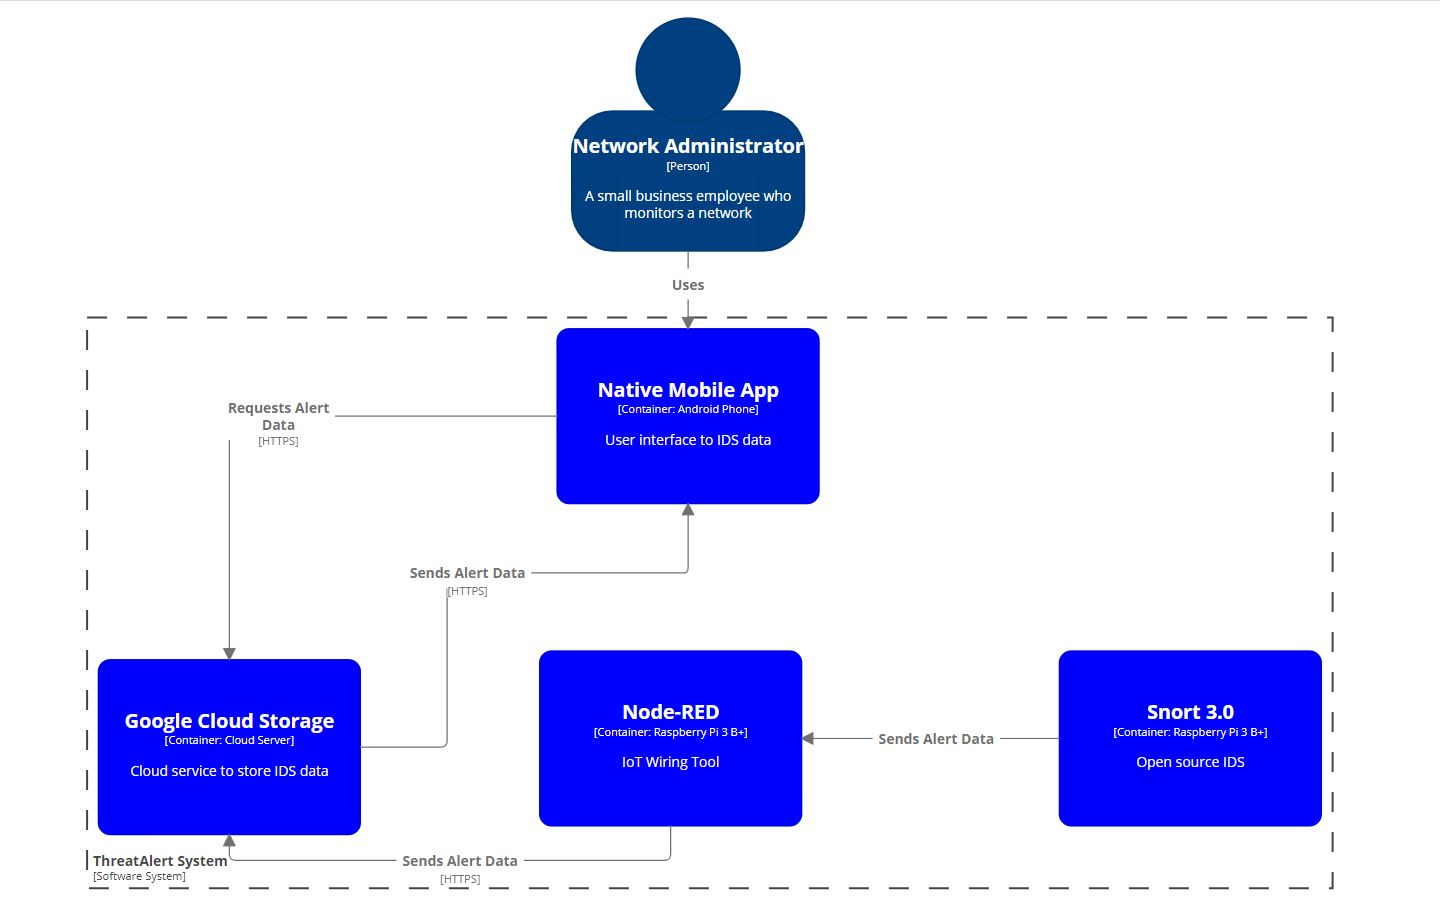 Network Administrator
[Person]
A small business employee who
monitors a network
Uses
Native Mobile App
[Container: Android Phone]
User interface to IDS data
Requests Alert
Data
[HTTPS]
Sends Alert Data
[HTTPS]
Google Cloud Storage
[Container: Cloud Server]
Cloud service to store IDS data
Node-RED
[Container: Raspberry Pi 3 B+]
IoT Wiring Tool
Sends Alert Data
Snort 3.0
[Container: Raspberry Pi 3 B+]
Open source IDS
ThreatAlert System
[Software System]
Sends Alert Data
[HTTPS]